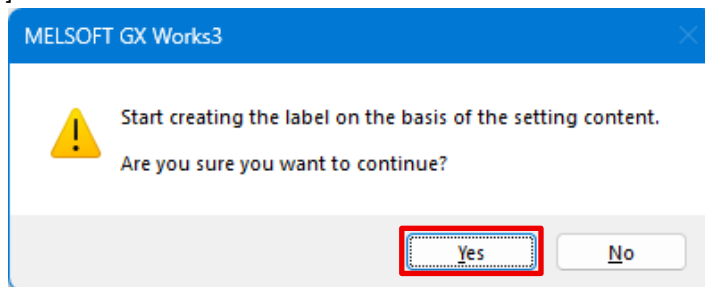 ]
MELSOFT GX Works3
Start creating the label on the basis of the setting content.
Are you sure you want to continue?
Yes No